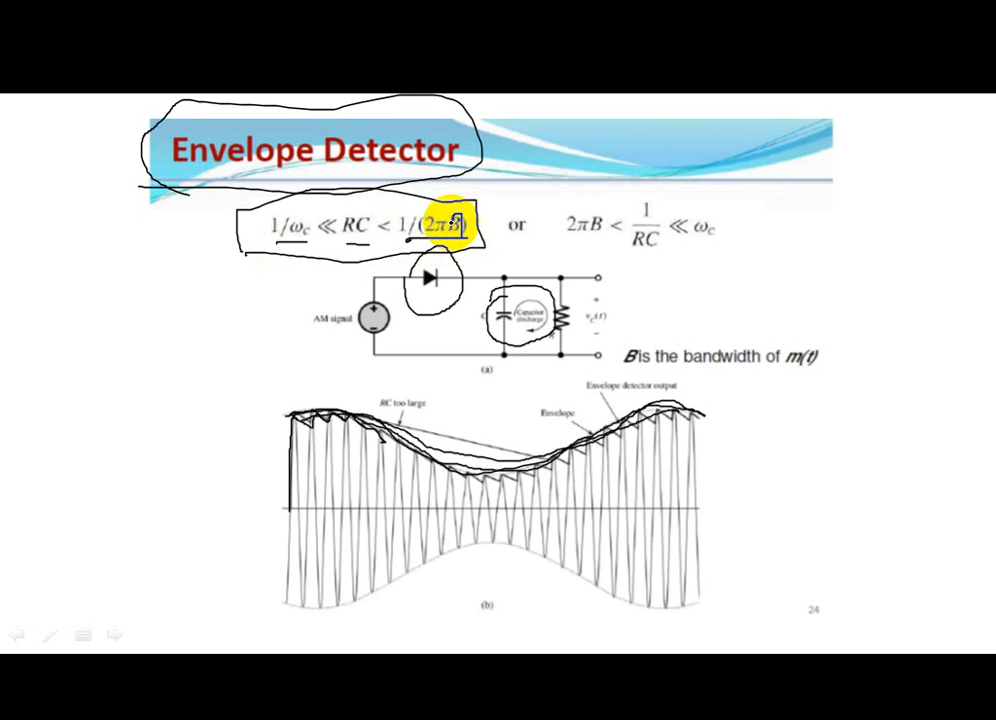 Envelope Detector
1/ω_c ≪ RC < 1/(2πB) or 2πB < 1/RC ≪ ω_c
AM signal
+
−
C
Capacitor
discharge
R
+
v_c(t)
−
(a)
B is the bandwidth of m(t)
Envelope detector output
RC too large
Envelope
(b)
24